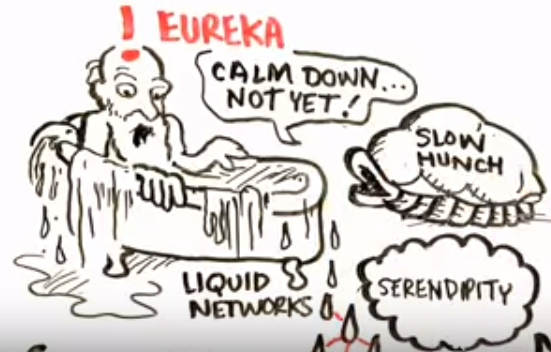 ! EUREKA
CALM DOWN...
NOT YET!
SLOW
HUNCH
LIQUID
NETWORKS
SERENDIPITY